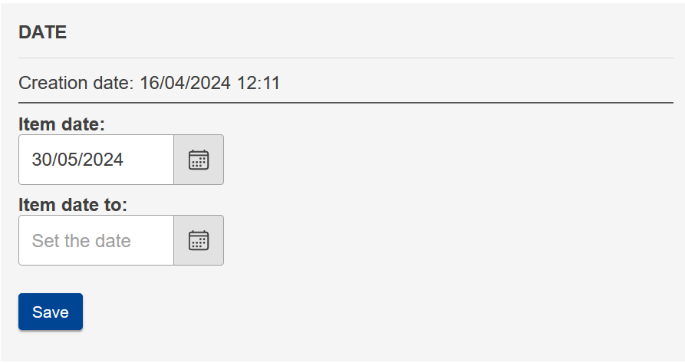 DATE
Creation date: 16/04/2024 12:11
Item date:
30/05/2024
Item date to:
Set the date
Save